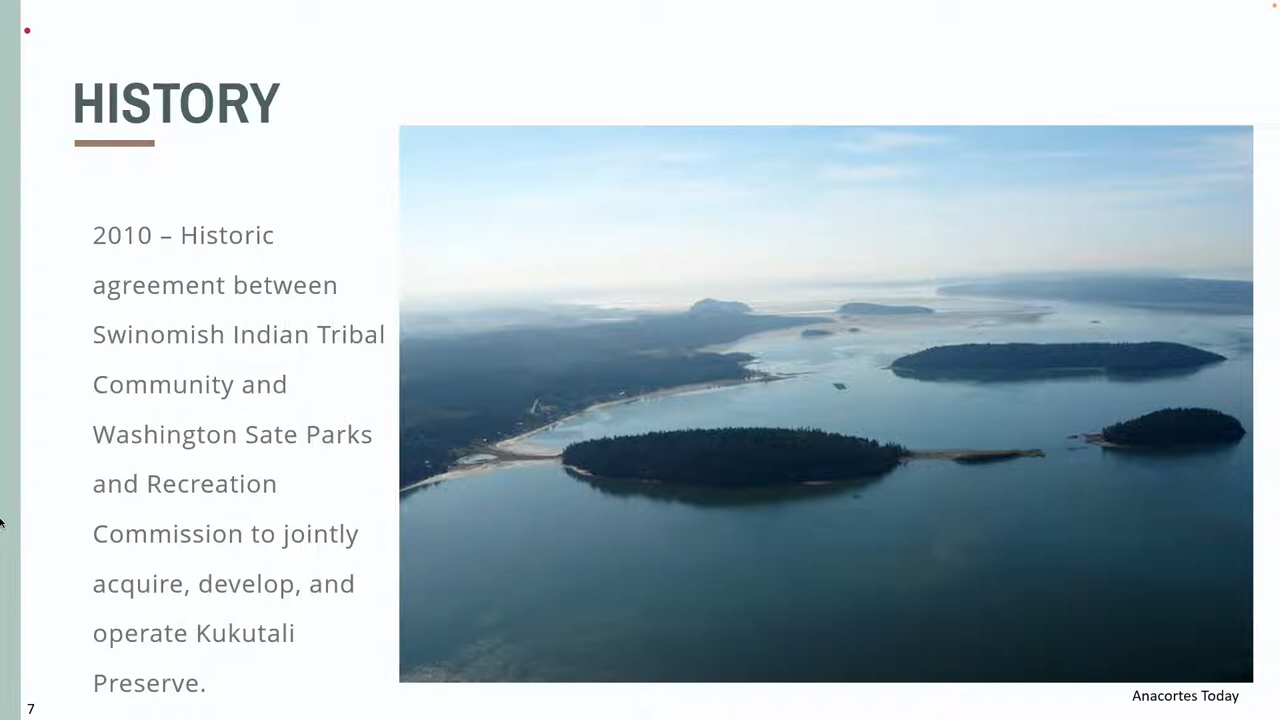 HISTORY
2010 – Historic
agreement between
Swinomish Indian Tribal
Community and
Washington Sate Parks
and Recreation
Commission to jointly
acquire, develop, and
operate Kukutali
Preserve.
Anacortes Today
7